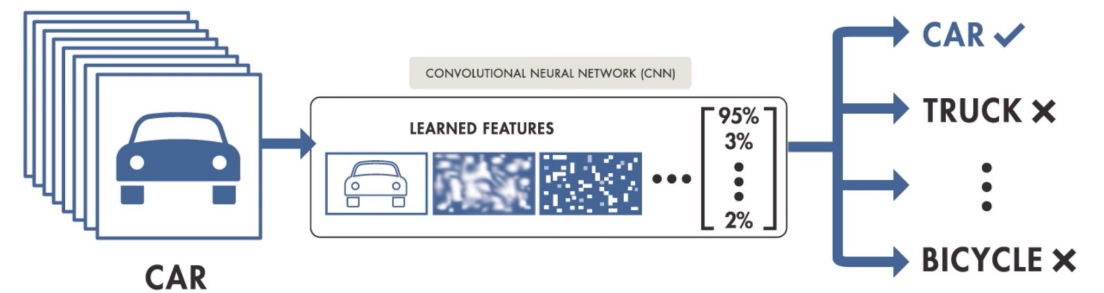 CAR
CONVOLUTIONAL NEURAL NETWORK (CNN)
LEARNED FEATURES
95%
3%
2%
CAR ✓
TRUCK ✕
BICYCLE ✕